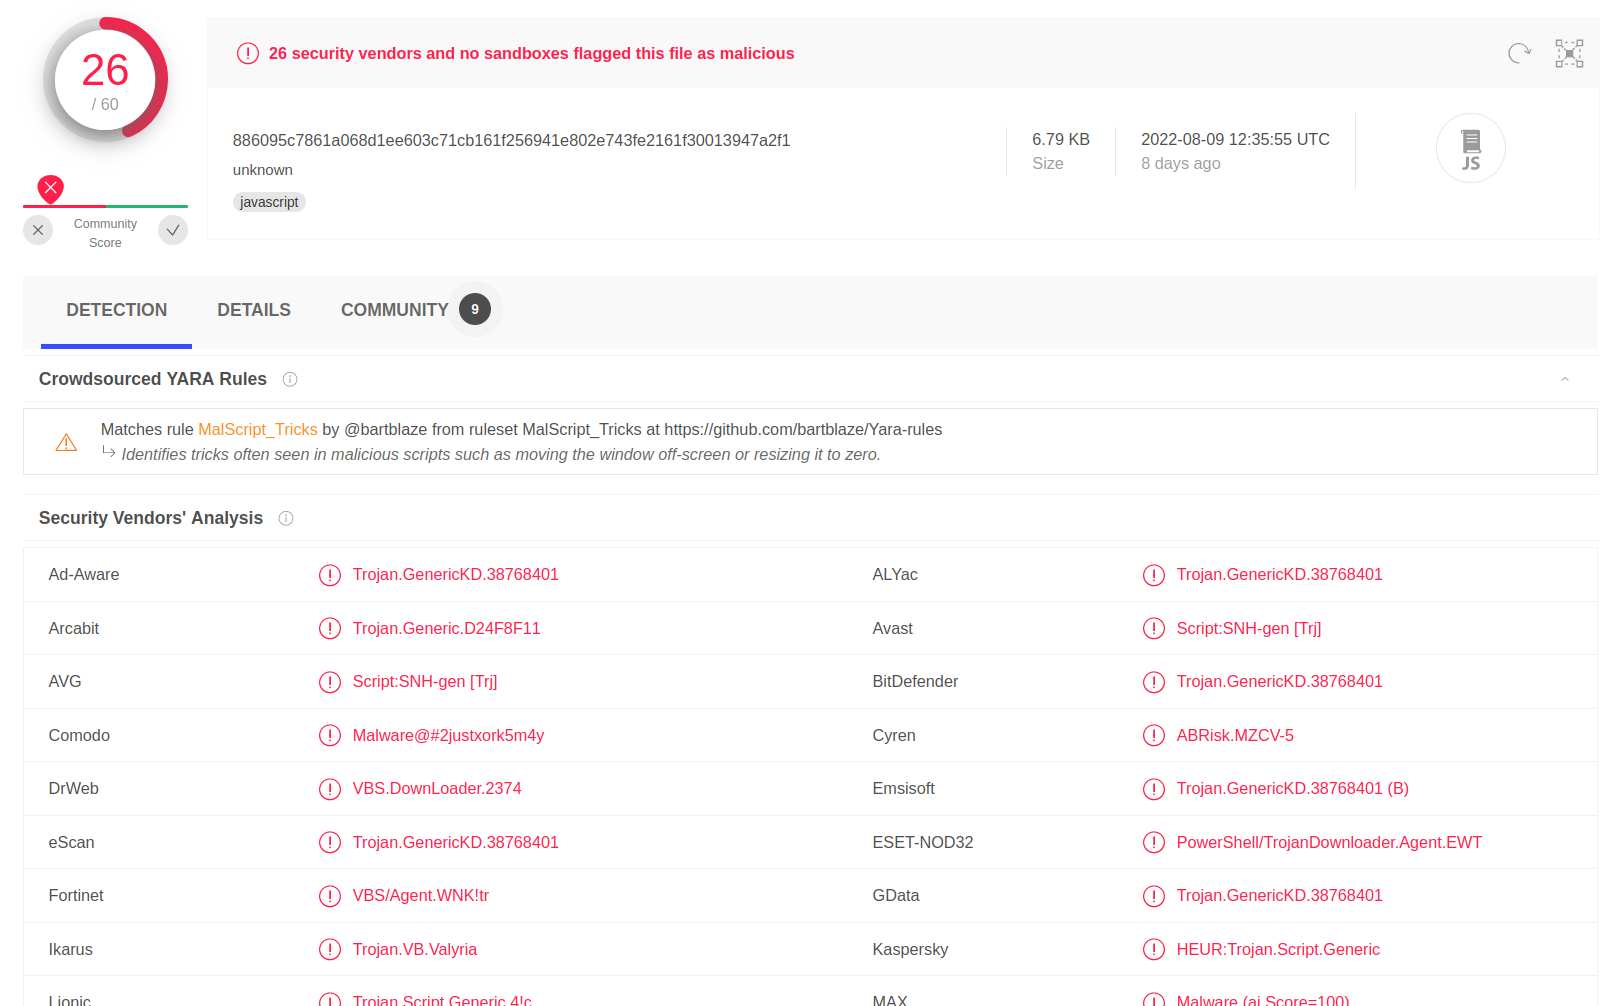 26
/ 60
Community
Score
26 security vendors and no sandboxes flagged this file as malicious
886095c7861a068d1ee603c71cb161f256941e802e743fe2161f30013947a2f1
unknown
javascript
6.79 KB
Size
2022-08-09 12:35:55 UTC
8 days ago
JS
DETECTION DETAILS COMMUNITY 9
Crowdsourced YARA Rules
Matches rule MalScript_Tricks by @bartblaze from ruleset MalScript_Tricks at https://github.com/bartblaze/Yara-rules
Identifies tricks often seen in malicious scripts such as moving the window off-screen or resizing it to zero.
Security Vendors' Analysis
Ad-Aware Trojan.GenericKD.38768401 ALYac Trojan.GenericKD.38768401
Arcabit Trojan.Generic.D24F8F11 Avast Script:SNH-gen [Trj]
AVG Script:SNH-gen [Trj] BitDefender Trojan.GenericKD.38768401
Comodo Malware@#2justxork5m4y Cyren ABRisk.MZCV-5
DrWeb VBS.DownLoader.2374 Emsisoft Trojan.GenericKD.38768401 (B)
eScan Trojan.GenericKD.38768401 ESET-NOD32 PowerShell/TrojanDownloader.Agent.EWT
Fortinet VBS/Agent.WNK!tr GData Trojan.GenericKD.38768401
Ikarus Trojan.VB.Valyria Kaspersky HEUR:Trojan.Script.Generic
Lionic Trojan.Script.Generic.4!c MAX Malware (ai Score=100)